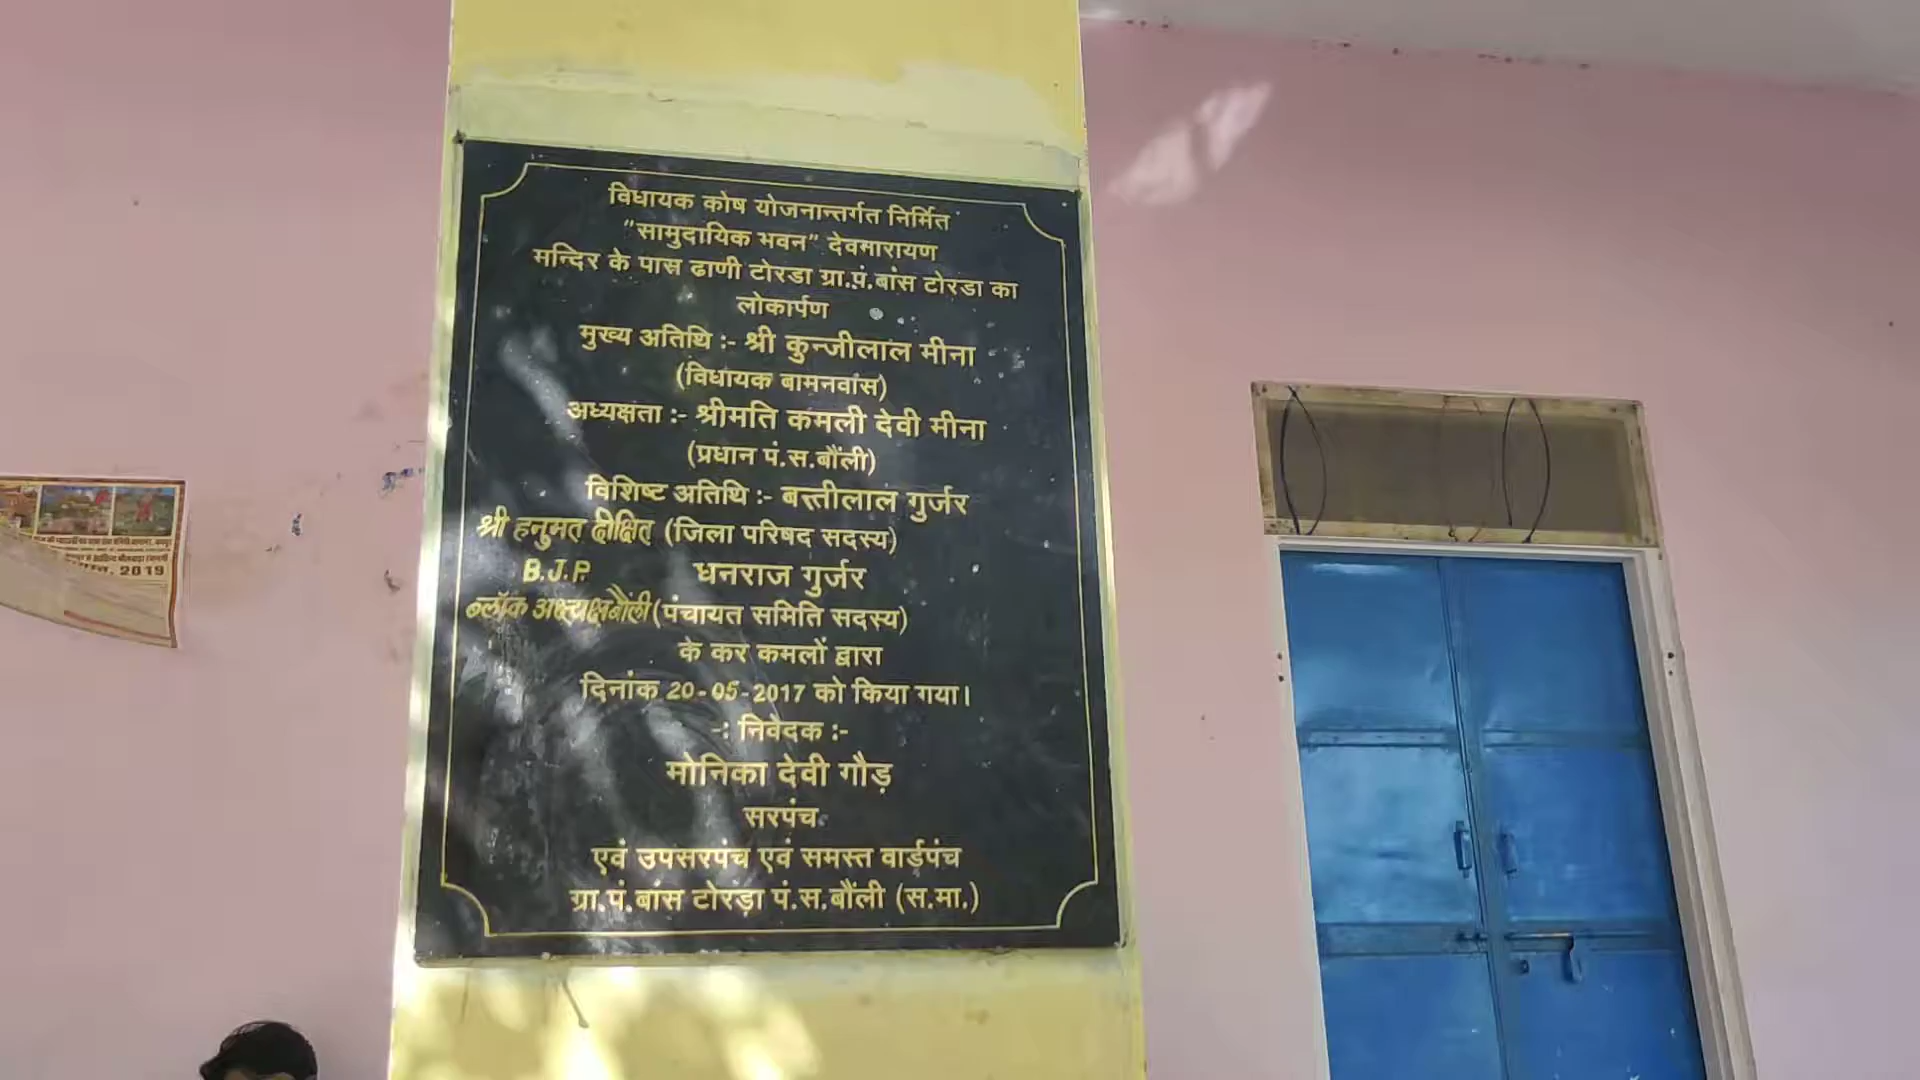 विधायक कोष योजनान्तर्गत निर्मित
"सामुदायिक भवन" देवनारायण
मन्दिर के पास ढाणी टोरडा ग्रा.पं.बांस टोरडा का
लोकार्पण
मुख्य अतिथि :- श्री कुन्जीलाल मीना
(विधायक बामनवांस)
अध्यक्षता :- श्रीमति कमली देवी मीना
(प्रधान पं.स.बौंली)
विशिष्ट अतिथि :- बत्तीलाल गुर्जर
श्री हनुमत दीक्षित (जिला परिषद सदस्य)
B.J.P. धनराज गुर्जर
ब्लॉक अध्यक्ष बौंली (पंचायत समिति सदस्य)
के कर कमलों द्वारा
दिनांक 20-05-2017 को किया गया।
-: निवेदक :-
मोनिका देवी गौड़
सरपंच
एवं उपसरपंच एवं समस्त वार्डपंच
ग्रा.पं.बांस टोरड़ा पं.स.बौंली (स.मा.)
2019